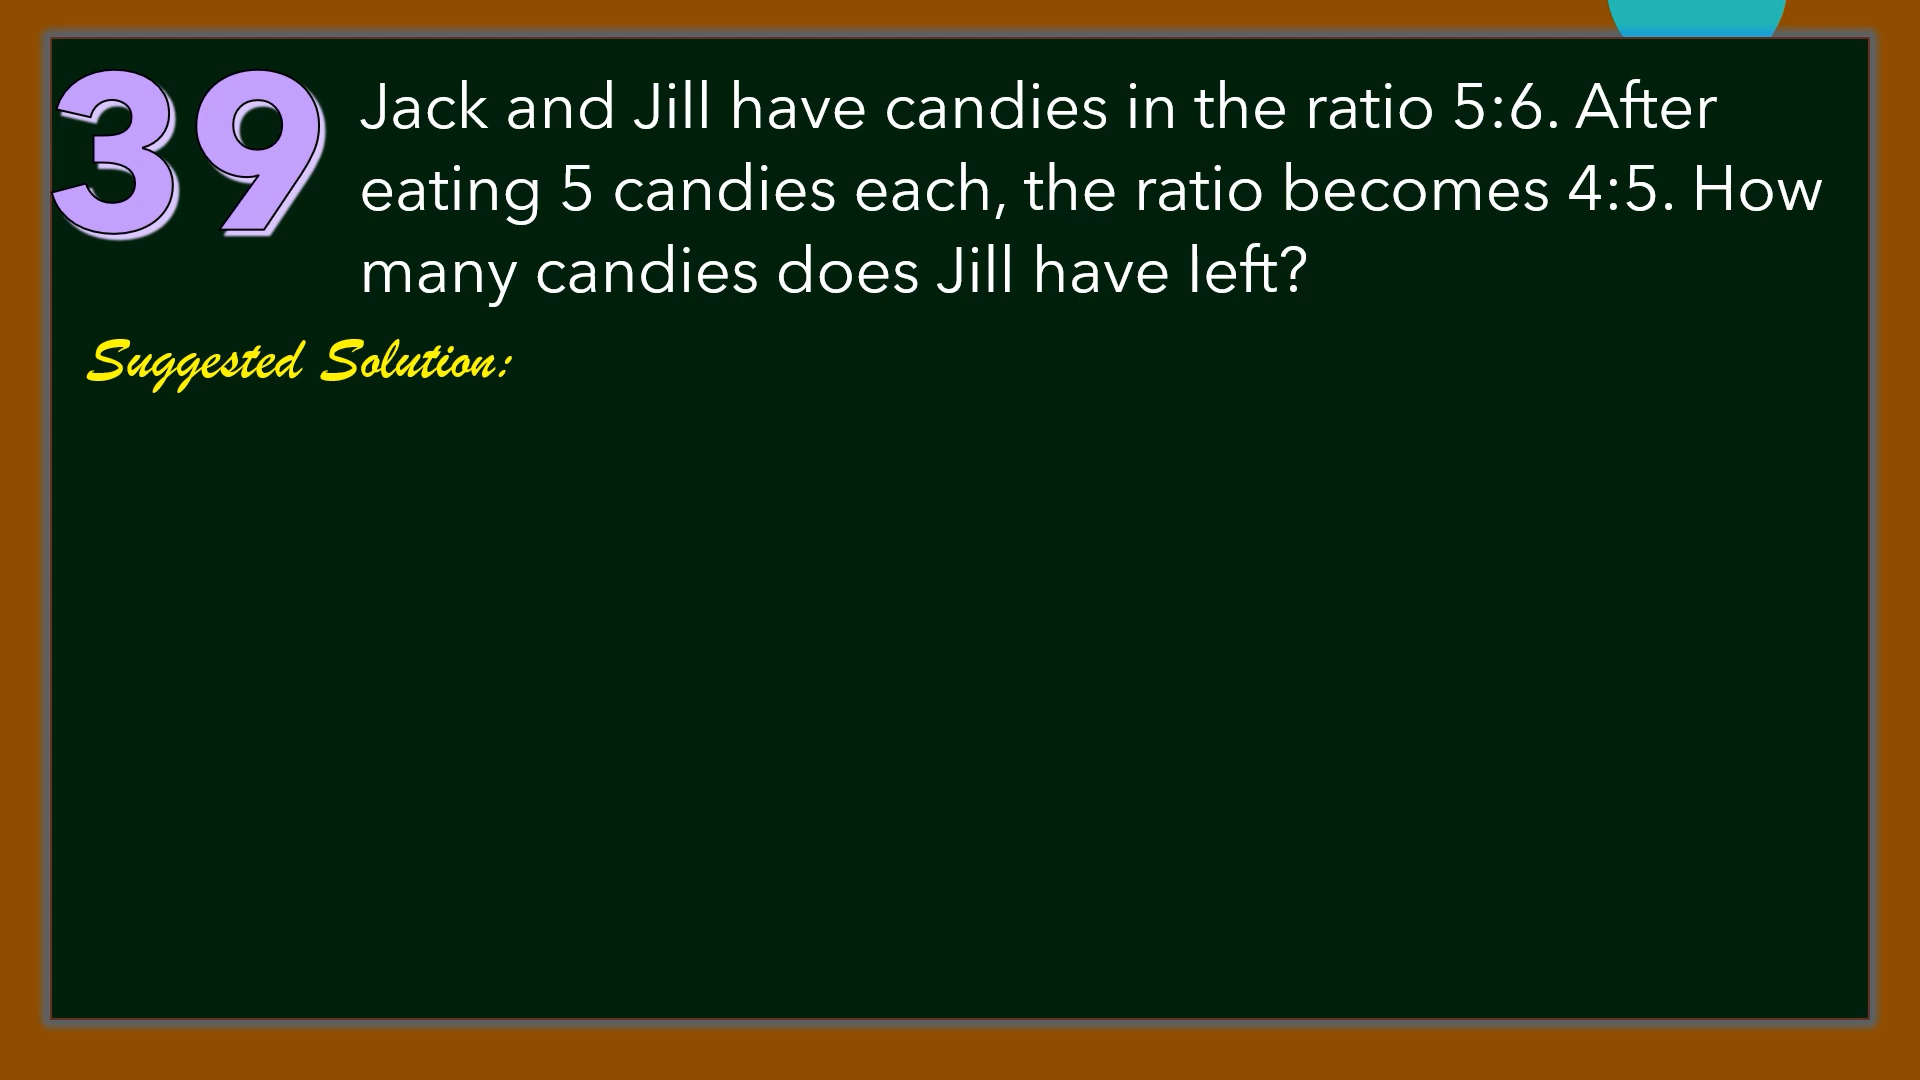 39
Jack and Jill have candies in the ratio 5:6. After
eating 5 candies each, the ratio becomes 4:5. How
many candies does Jill have left?
Suggested Solution: